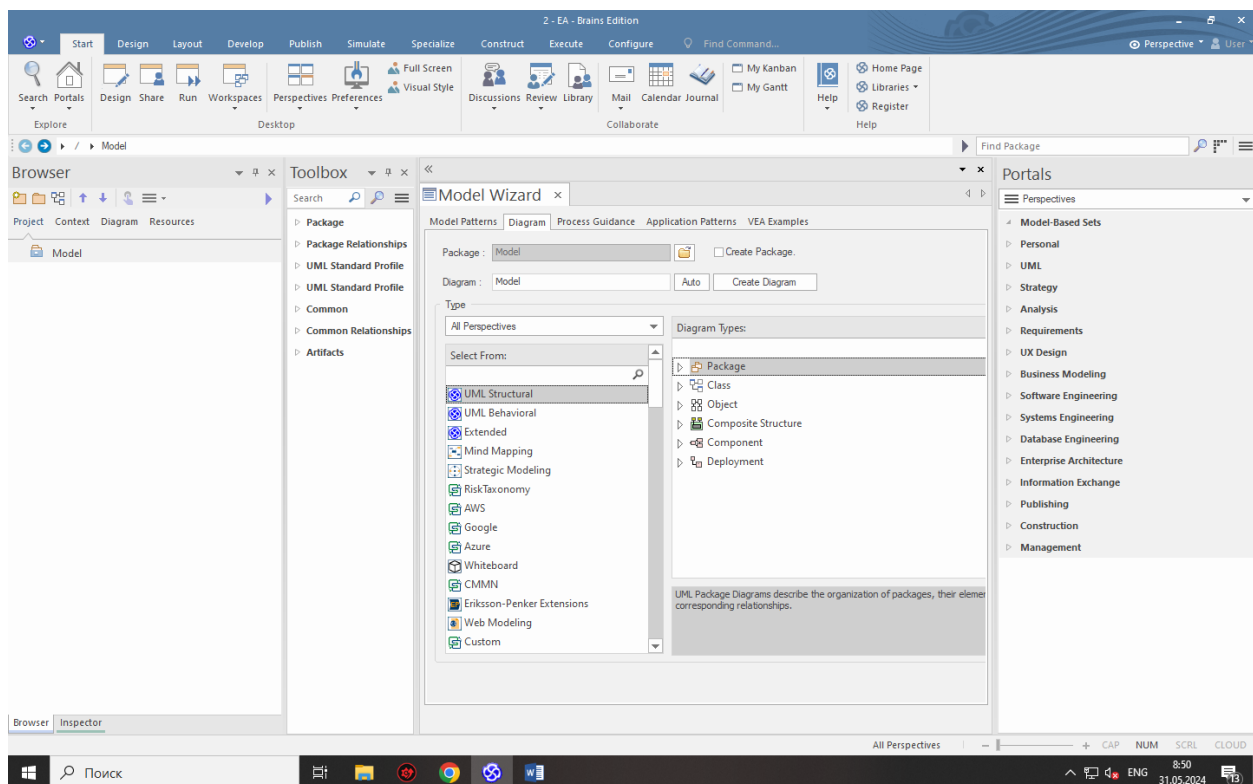 2 - EA - Brains Edition
Start Design Layout Develop Publish Simulate Specialize Construct Execute Configure Find Command... Perspective User
Full Screen
Visual Style
My Kanban
My Gantt
Home Page
Libraries
Register
Search Portals Design Share Run Workspaces Perspectives Preferences Discussions Review Library Mail Calendar Journal Help
Explore Desktop Collaborate Help
/ Model Find Package
Browser
Project Context Diagram Resources
Model
Toolbox
Search
Package
Package Relationships
UML Standard Profile
UML Standard Profile
Common
Common Relationships
Artifacts
Model Wizard
Model Patterns Diagram Process Guidance Application Patterns VEA Examples
Package : Model Create Package.
Diagram : Model Auto Create Diagram
Type
All Perspectives
Select From:
UML Structural
UML Behavioral
Extended
Mind Mapping
Strategic Modeling
RiskTaxonomy
AWS
Google
Azure
Whiteboard
CMMN
Eriksson-Penker Extensions
Web Modeling
Custom
Diagram Types:
Package
Class
Object
Composite Structure
Component
Deployment
UML Package Diagrams describe the organization of packages, their elemer
corresponding relationships.
Portals
Perspectives
Model-Based Sets
Personal
UML
Strategy
Analysis
Requirements
UX Design
Business Modeling
Software Engineering
Systems Engineering
Database Engineering
Enterprise Architecture
Information Exchange
Publishing
Construction
Management
Browser Inspector
All Perspectives CAP NUM SCRL CLOUD
Поиск ENG 8:50
31.05.2024
13